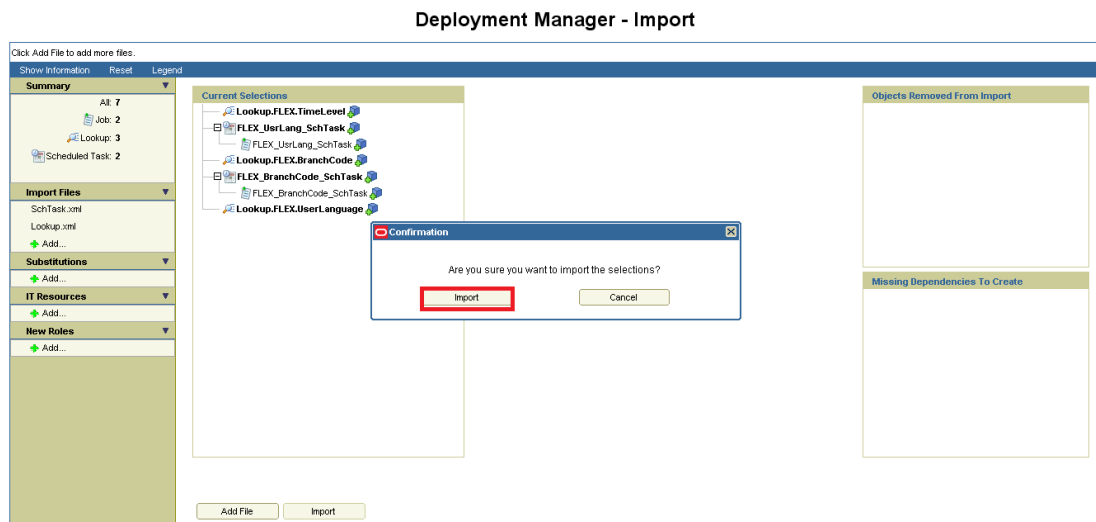 Deployment Manager - Import
Click Add File to add more files.
Show Information Reset Legend
Summary
All: 7
Job: 2
Lookup: 3
Scheduled Task: 2
Import Files
SchTask.xml
Lookup.xml
Add...
Substitutions
Add...
IT Resources
Add...
New Roles
Add...
Current Selections
Lookup.FLEX.TimeLevel
FLEX_UsrLang_SchTask
FLEX_UsrLang_SchTask
Lookup.FLEX.BranchCode
FLEX_BranchCode_SchTask
FLEX_BranchCode_SchTask
Lookup.FLEX.UserLanguage
Confirmation
Are you sure you want to import the selections?
Import Cancel
Objects Removed From Import
Missing Dependencies To Create
Add File Import